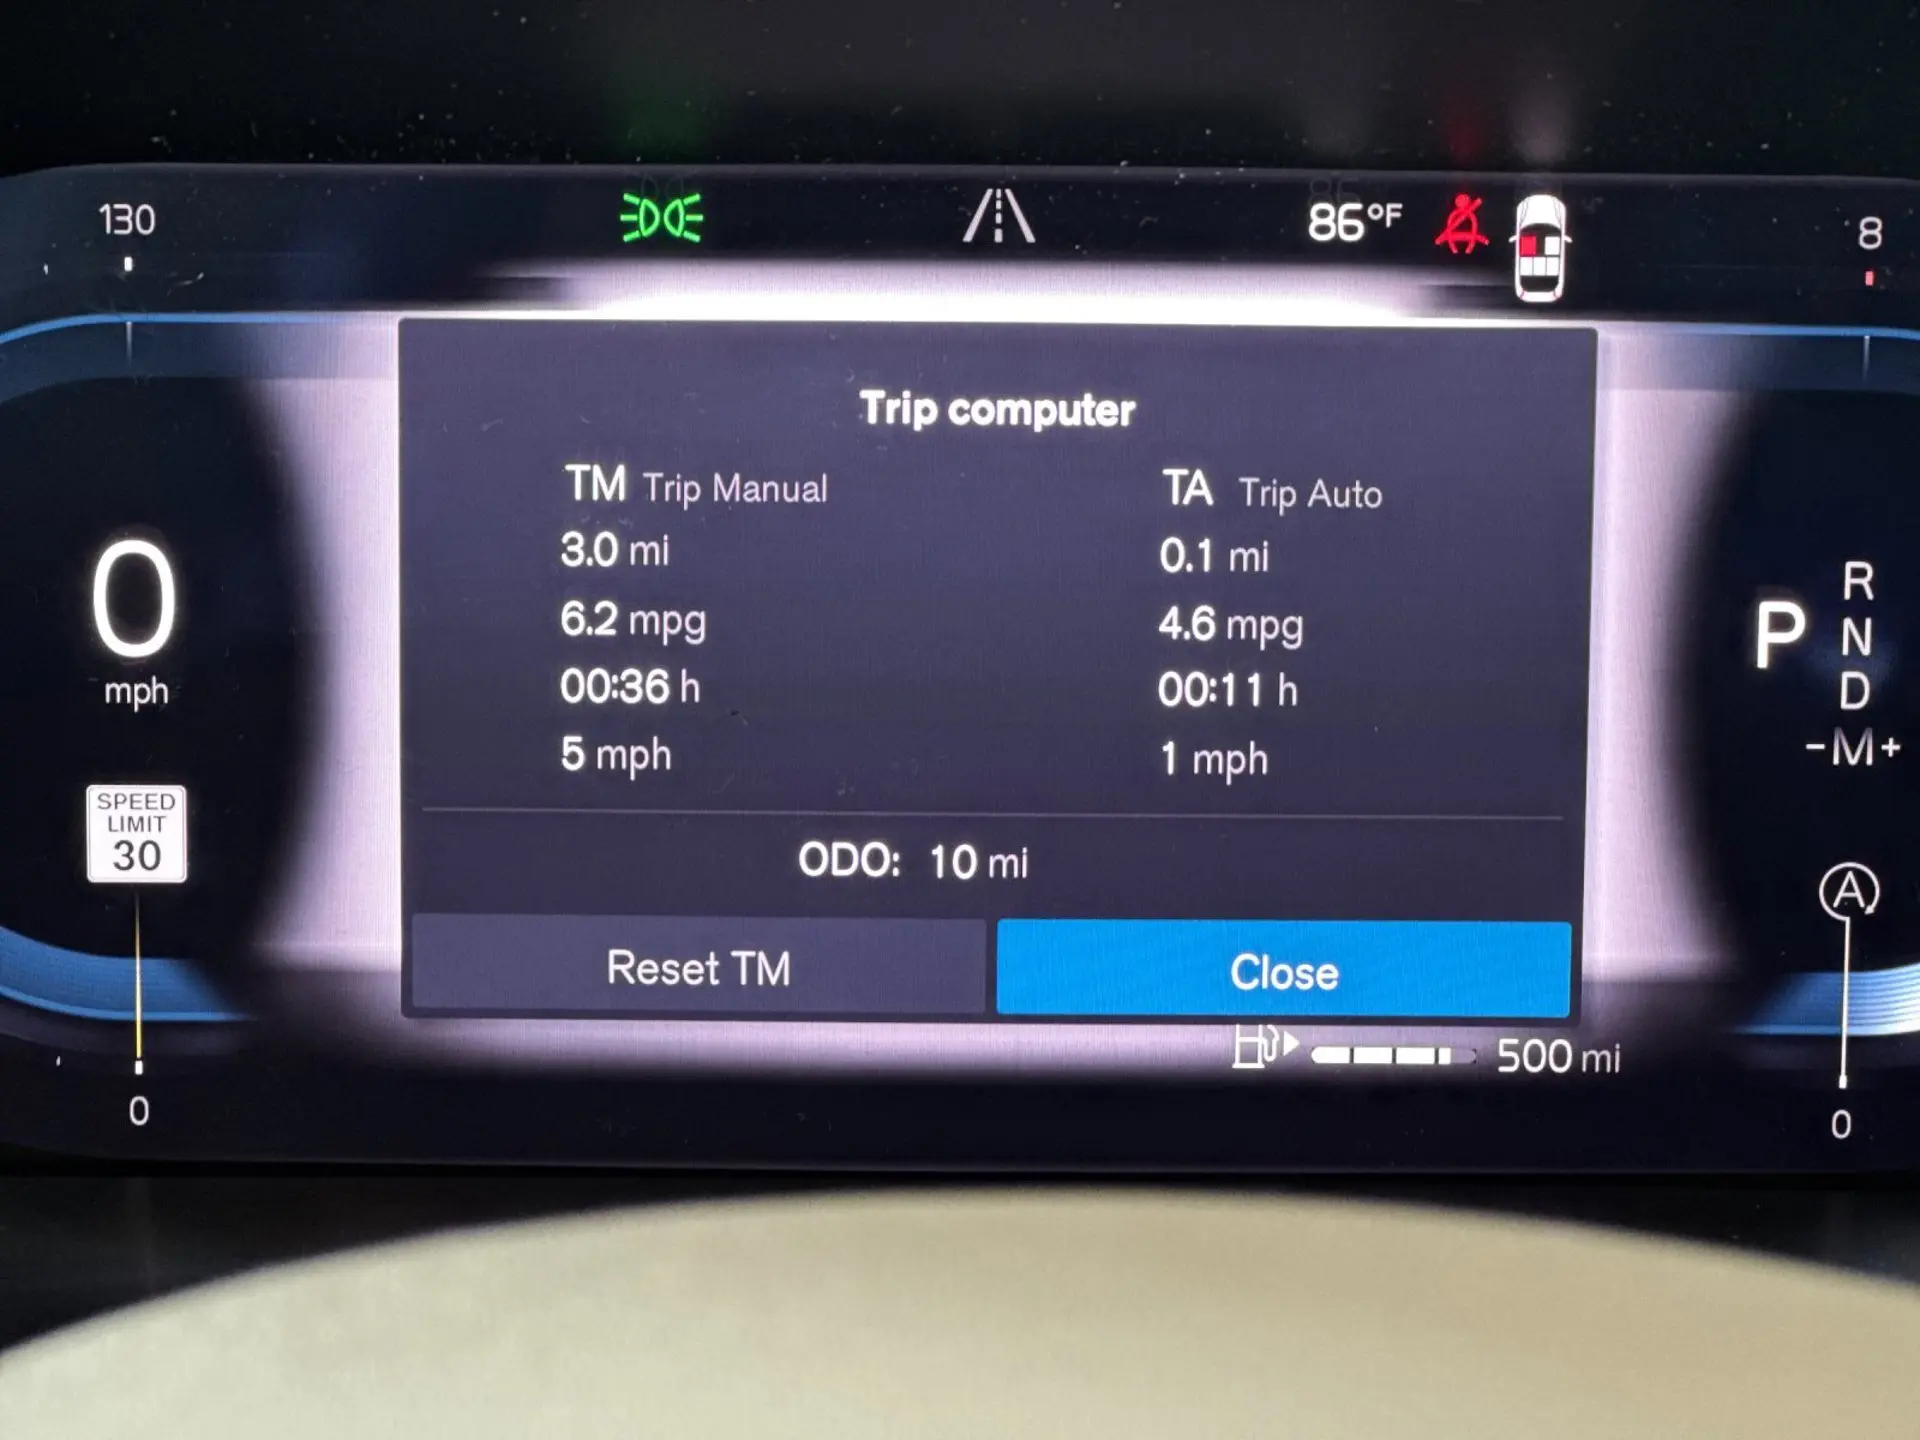 130
86°F
8
Trip computer
TM Trip Manual
3.0 mi
6.2 mpg
00:36 h
5 mph
TA Trip Auto
0.1 mi
4.6 mpg
00:11 h
1 mph
ODO: 10 mi
Reset TM
Close
0
mph
SPEED
LIMIT
30
0
P
R
N
D
-M+
A
0
500 mi